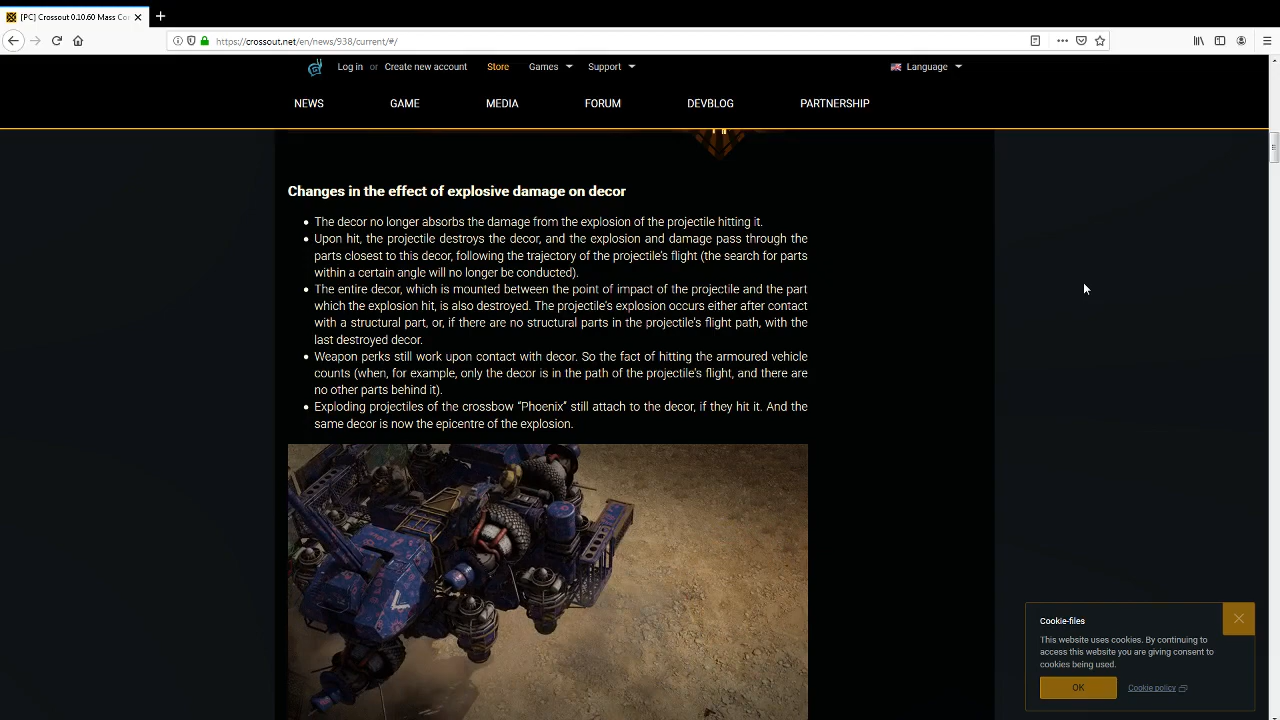 [PC] Crossout 0.10.60 Mass Co
https://crossout.net/en/news/938/current/#/
Log in or Create new account Store Games Support Language
NEWS GAME MEDIA FORUM DEVBLOG PARTNERSHIP
Changes in the effect of explosive damage on decor
The decor no longer absorbs the damage from the explosion of the projectile hitting it.
Upon hit, the projectile destroys the decor, and the explosion and damage pass through the
parts closest to this decor, following the trajectory of the projectile's flight (the search for parts
within a certain angle will no longer be conducted).
The entire decor, which is mounted between the point of impact of the projectile and the part
which the explosion hit, is also destroyed. The projectile's explosion occurs either after contact
with a structural part, or, if there are no structural parts in the projectile's flight path, with the
last destroyed decor.
Weapon perks still work upon contact with decor. So the fact of hitting the armoured vehicle
counts (when, for example, only the decor is in the path of the projectile's flight, and there are
no other parts behind it).
Exploding projectiles of the crossbow “Phoenix” still attach to the decor, if they hit it. And the
same decor is now the epicentre of the explosion.
Cookie-files
This website uses cookies. By continuing to
access this website you are giving consent to
cookies being used.
OK Cookie policy